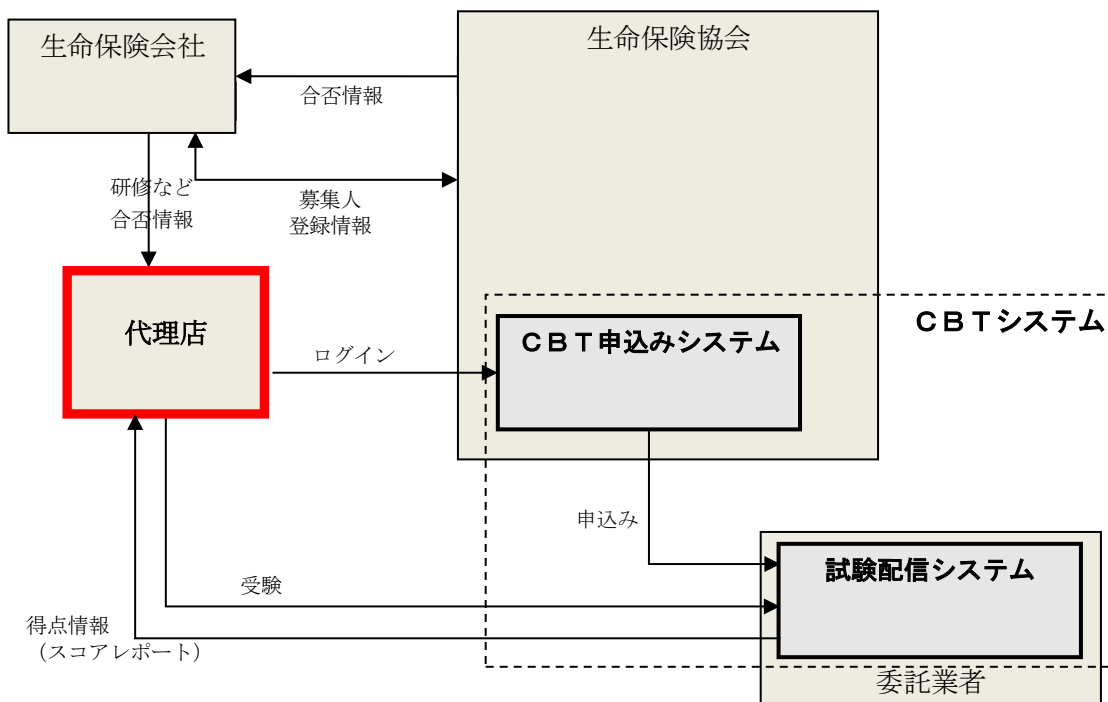 生命保険会社
生命保険協会
合否情報
研修など
合否情報
募集人
登録情報
代理店
ログイン
ＣＢＴ申込みシステム
ＣＢＴシステム
申込み
試験配信システム
受験
得点情報
（スコアレポート）
委託業者